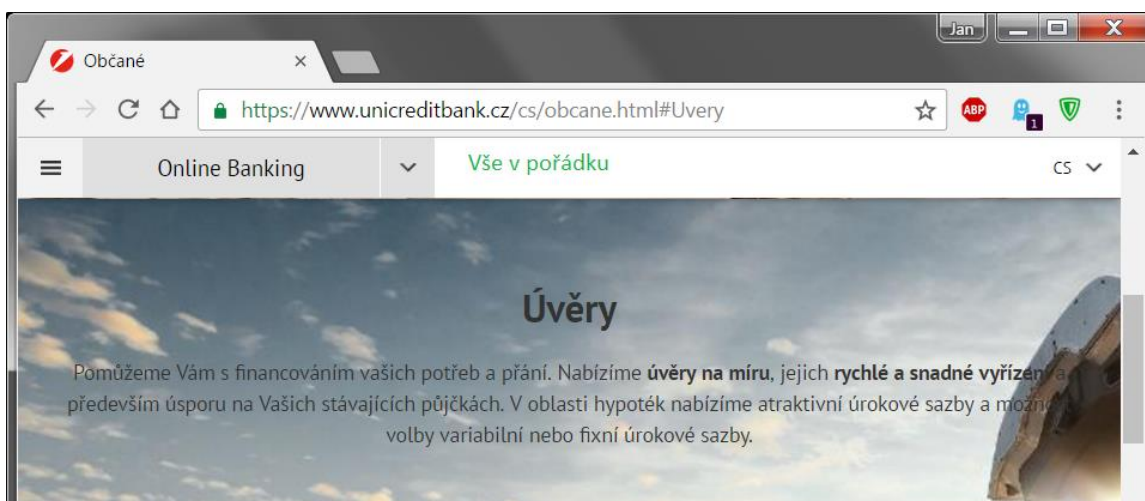 Jan
Občané
https://www.unicreditbank.cz/cs/obcane.html#Uvery
ABP
1
Online Banking
Vše v pořádku
CS
Úvěry
Pomůžeme Vám s financováním vašich potřeb a přání. Nabízíme úvěry na míru, jejich rychlé a snadné vyřízení a
především úsporu na Vašich stávajících půjčkách. V oblasti hypoték nabízíme atraktivní úrokové sazby a
volby variabilní nebo fixní úrokové sazby.